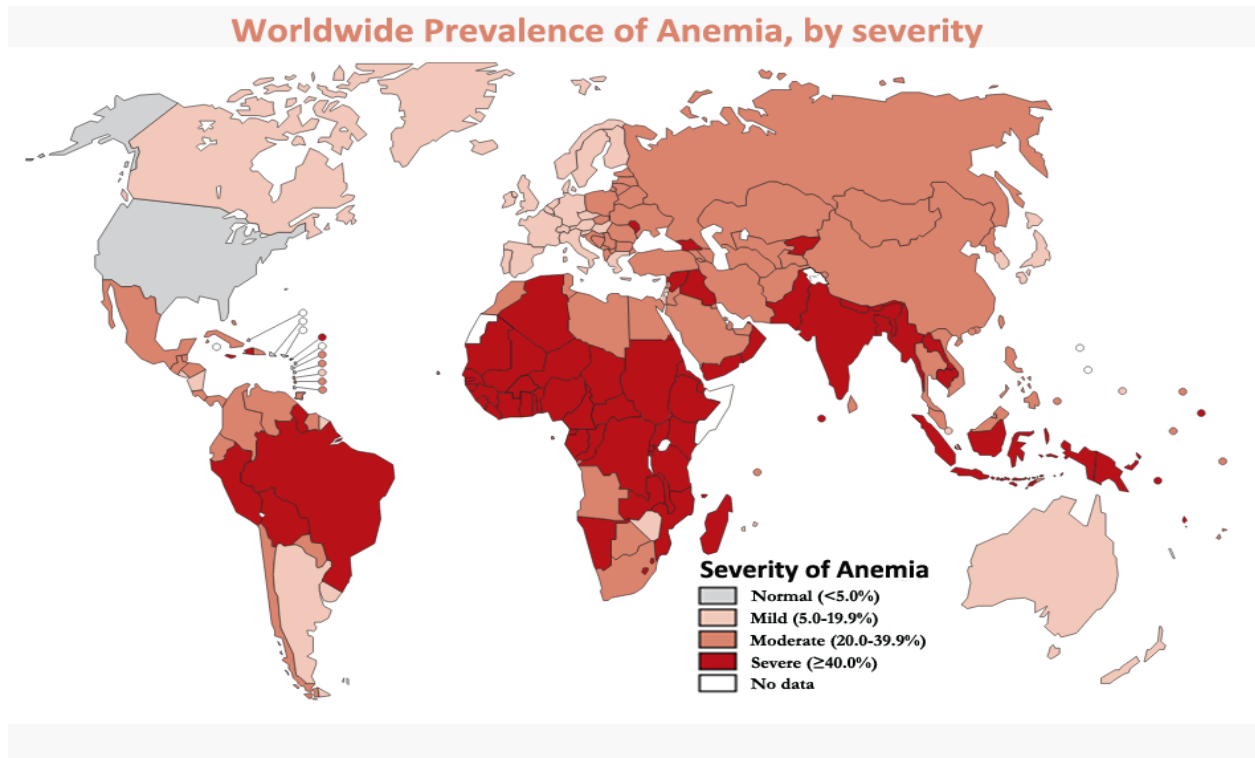 Worldwide Prevalence of Anemia, by severity
Severity of Anemia
Normal (<5.0%)
Mild (5.0-19.9%)
Moderate (20.0-39.9%)
Severe (≥40.0%)
No data